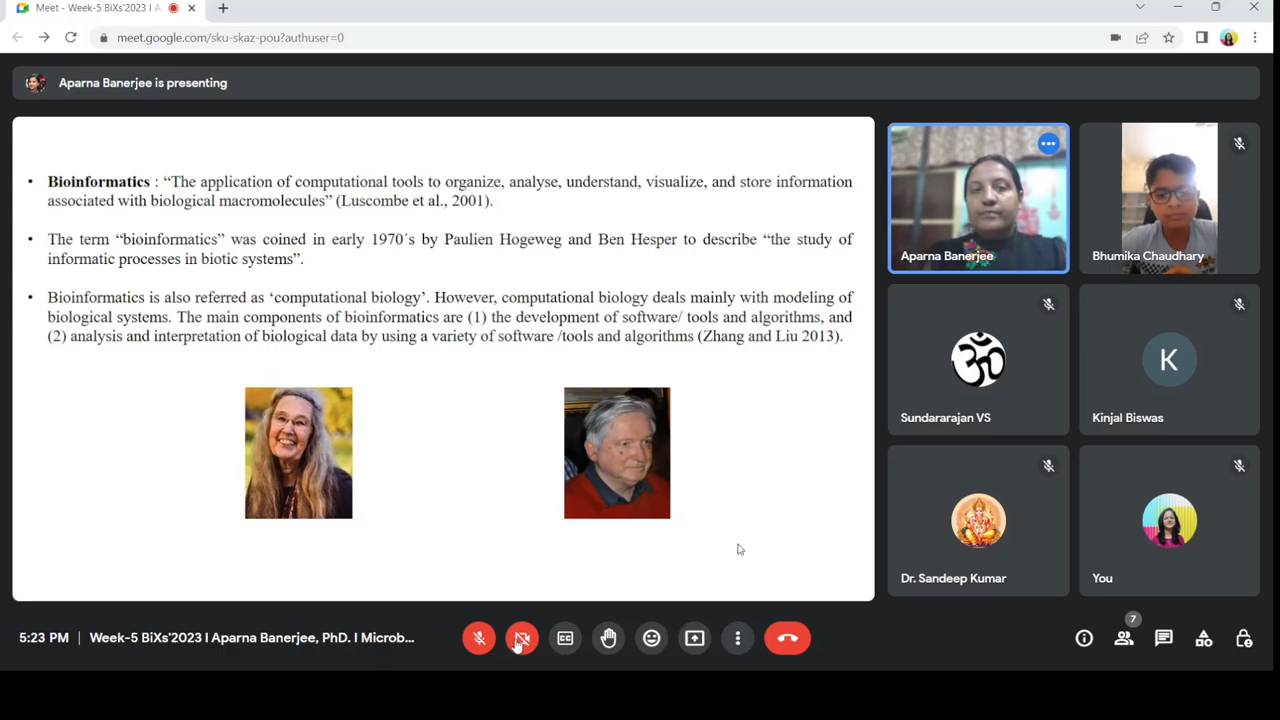 Meet - Week-5 BiXs'2023 I A
meet.google.com/sku-skaz-pou?authuser=0
Aparna Banerjee is presenting
• Bioinformatics : “The application of computational tools to organize, analyse, understand, visualize, and store information
associated with biological macromolecules” (Luscombe et al., 2001).
• The term “bioinformatics” was coined in early 1970´s by Paulien Hogeweg and Ben Hesper to describe “the study of
informatic processes in biotic systems”.
• Bioinformatics is also referred as ‘computational biology’. However, computational biology deals mainly with modeling of
biological systems. The main components of bioinformatics are (1) the development of software/ tools and algorithms, and
(2) analysis and interpretation of biological data by using a variety of software /tools and algorithms (Zhang and Liu 2013).
Aparna Banerjee
Bhumika Chaudhary
ॐ
K
Sundararajan VS
Kinjal Biswas
Dr. Sandeep Kumar
You
5:23 PM | Week-5 BiXs'2023 I Aparna Banerjee, PhD. I Microb...
7